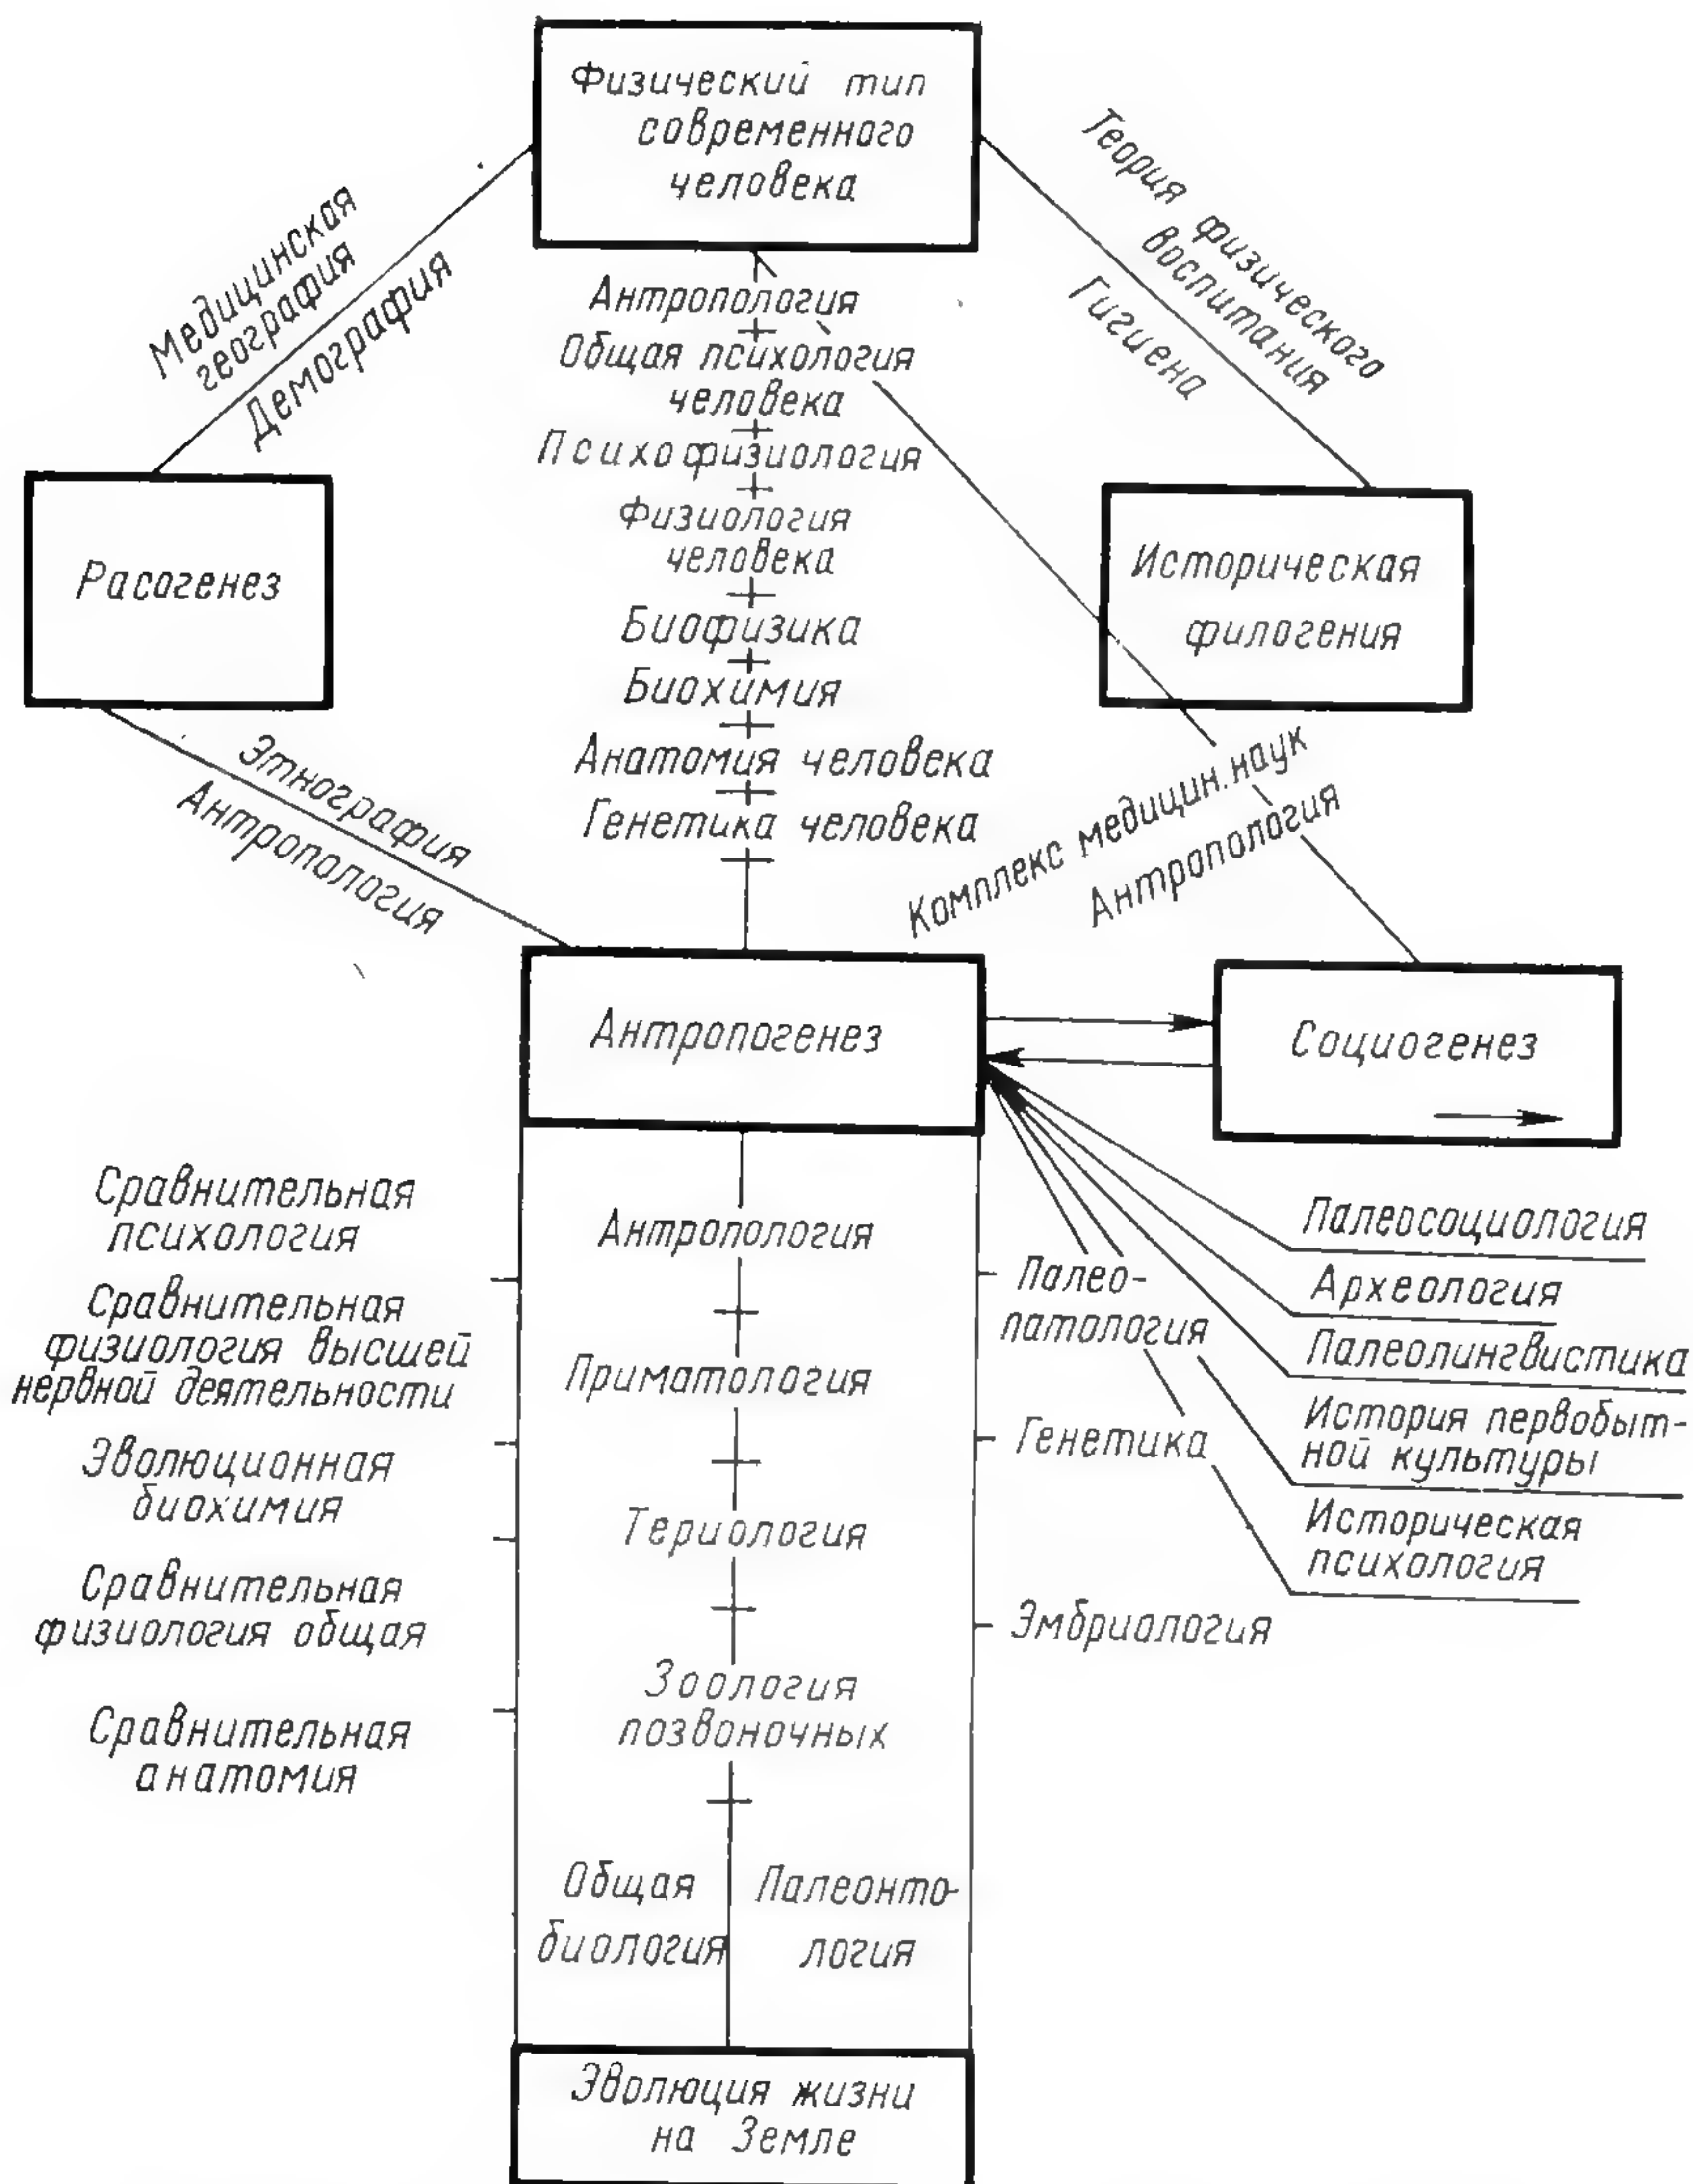 Физический тип
современного
человека
Медицинская
география
Демография
Теория физического
воспитания
Гигиена
Антропология
Общая психология
человека
Психофизиология
Физиология
человека
Биофизика
Биохимия
Анатомия человека
Генетика человека
Расогенез
Историческая
филогения
Этнография
Антропология
Комплекс медицин. наук
Антропология
Антропогенез
Социогенез
Сравнительная
психология
Сравнительная
физиология высшей
нервной деятельности
Эволюционная
биохимия
Сравнительная
физиология общая
Сравнительная
анатомия
Антропология
Приматология
Териология
Зоология
позвоночных
Общая
биология
Палеонто-
логия
Палео-
патология
Генетика
Эмбриология
Палеосоциология
Археология
Палеолингвистика
История первобыт-
ной культуры
Историческая
психология
Эволюция жизни
на Земле